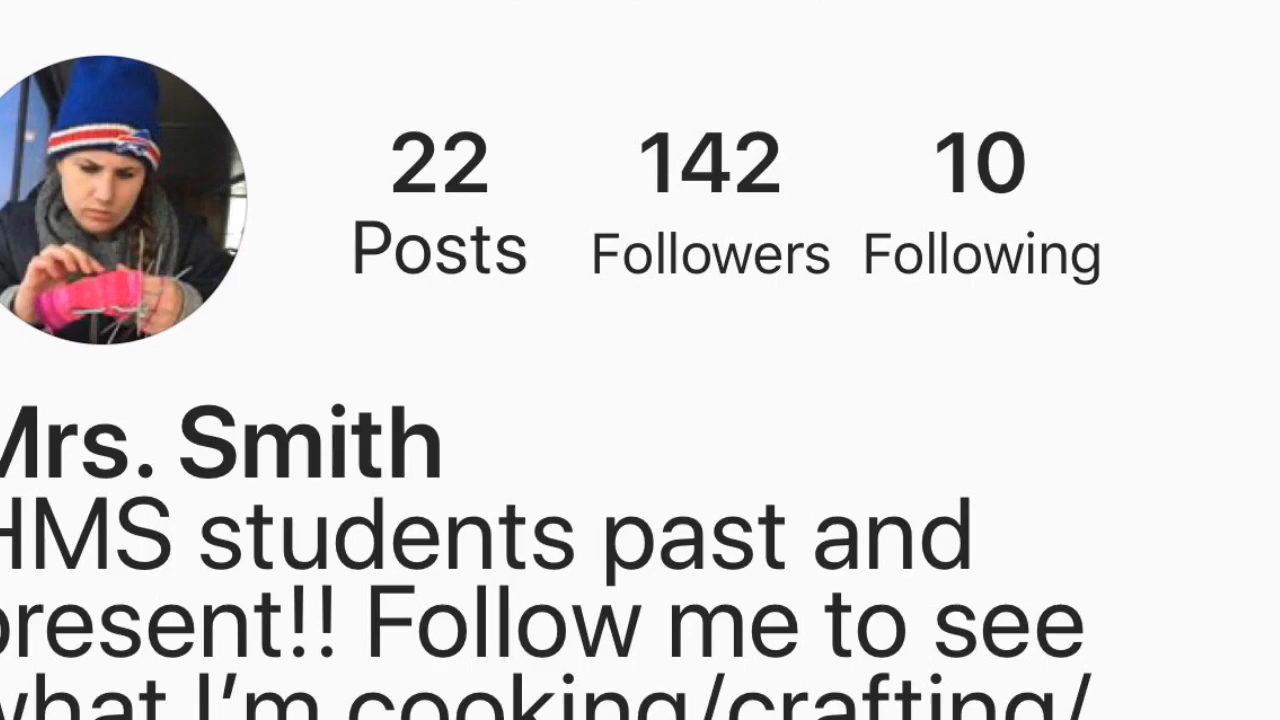 22 142 10
Posts Followers Following
Mrs. Smith
HMS students past and
present!! Follow me to see
what I'm cooking/crafting/